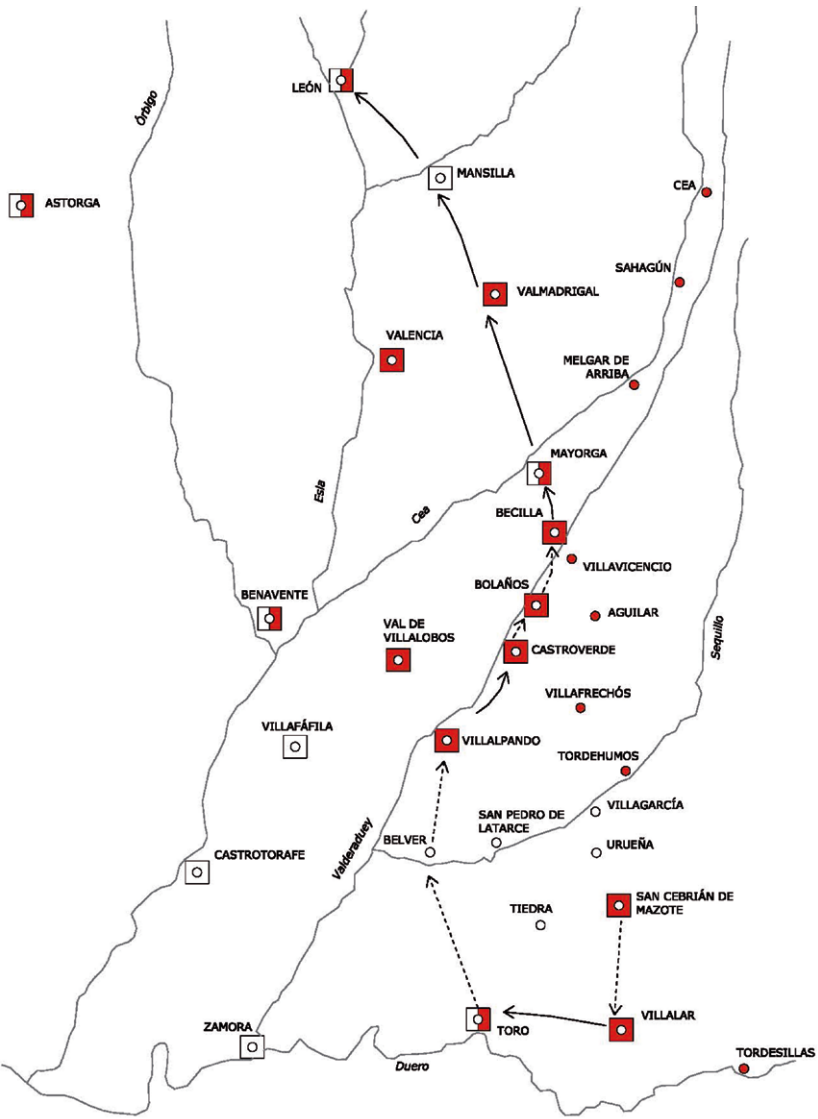 LEÓN
Órbigo
MANSILLA
CEA
ASTORGA
SAHAGÚN
VALMADRIGAL
VALENCIA
MELGAR DE
ARRIBA
MAYORGA
Esla
Cea
BECILLA
VILLAVICENCIO
BOLAÑOS
BENAVENTE
AGUILAR
VAL DE
VILLALOBOS
CASTROVERDE
Sequillo
VILLAFRECHÓS
VILLAFÁFILA
VILLALPANDO
TORDEHUMOS
VILLAGARCÍA
SAN PEDRO DE
LATARCE
BELVER
URUEÑA
Valderaduey
CASTROTORAFE
SAN CEBRIÁN DE
MAZOTE
TIEDRA
VILLALAR
ZAMORA
TORO
TORDESILLAS
Duero